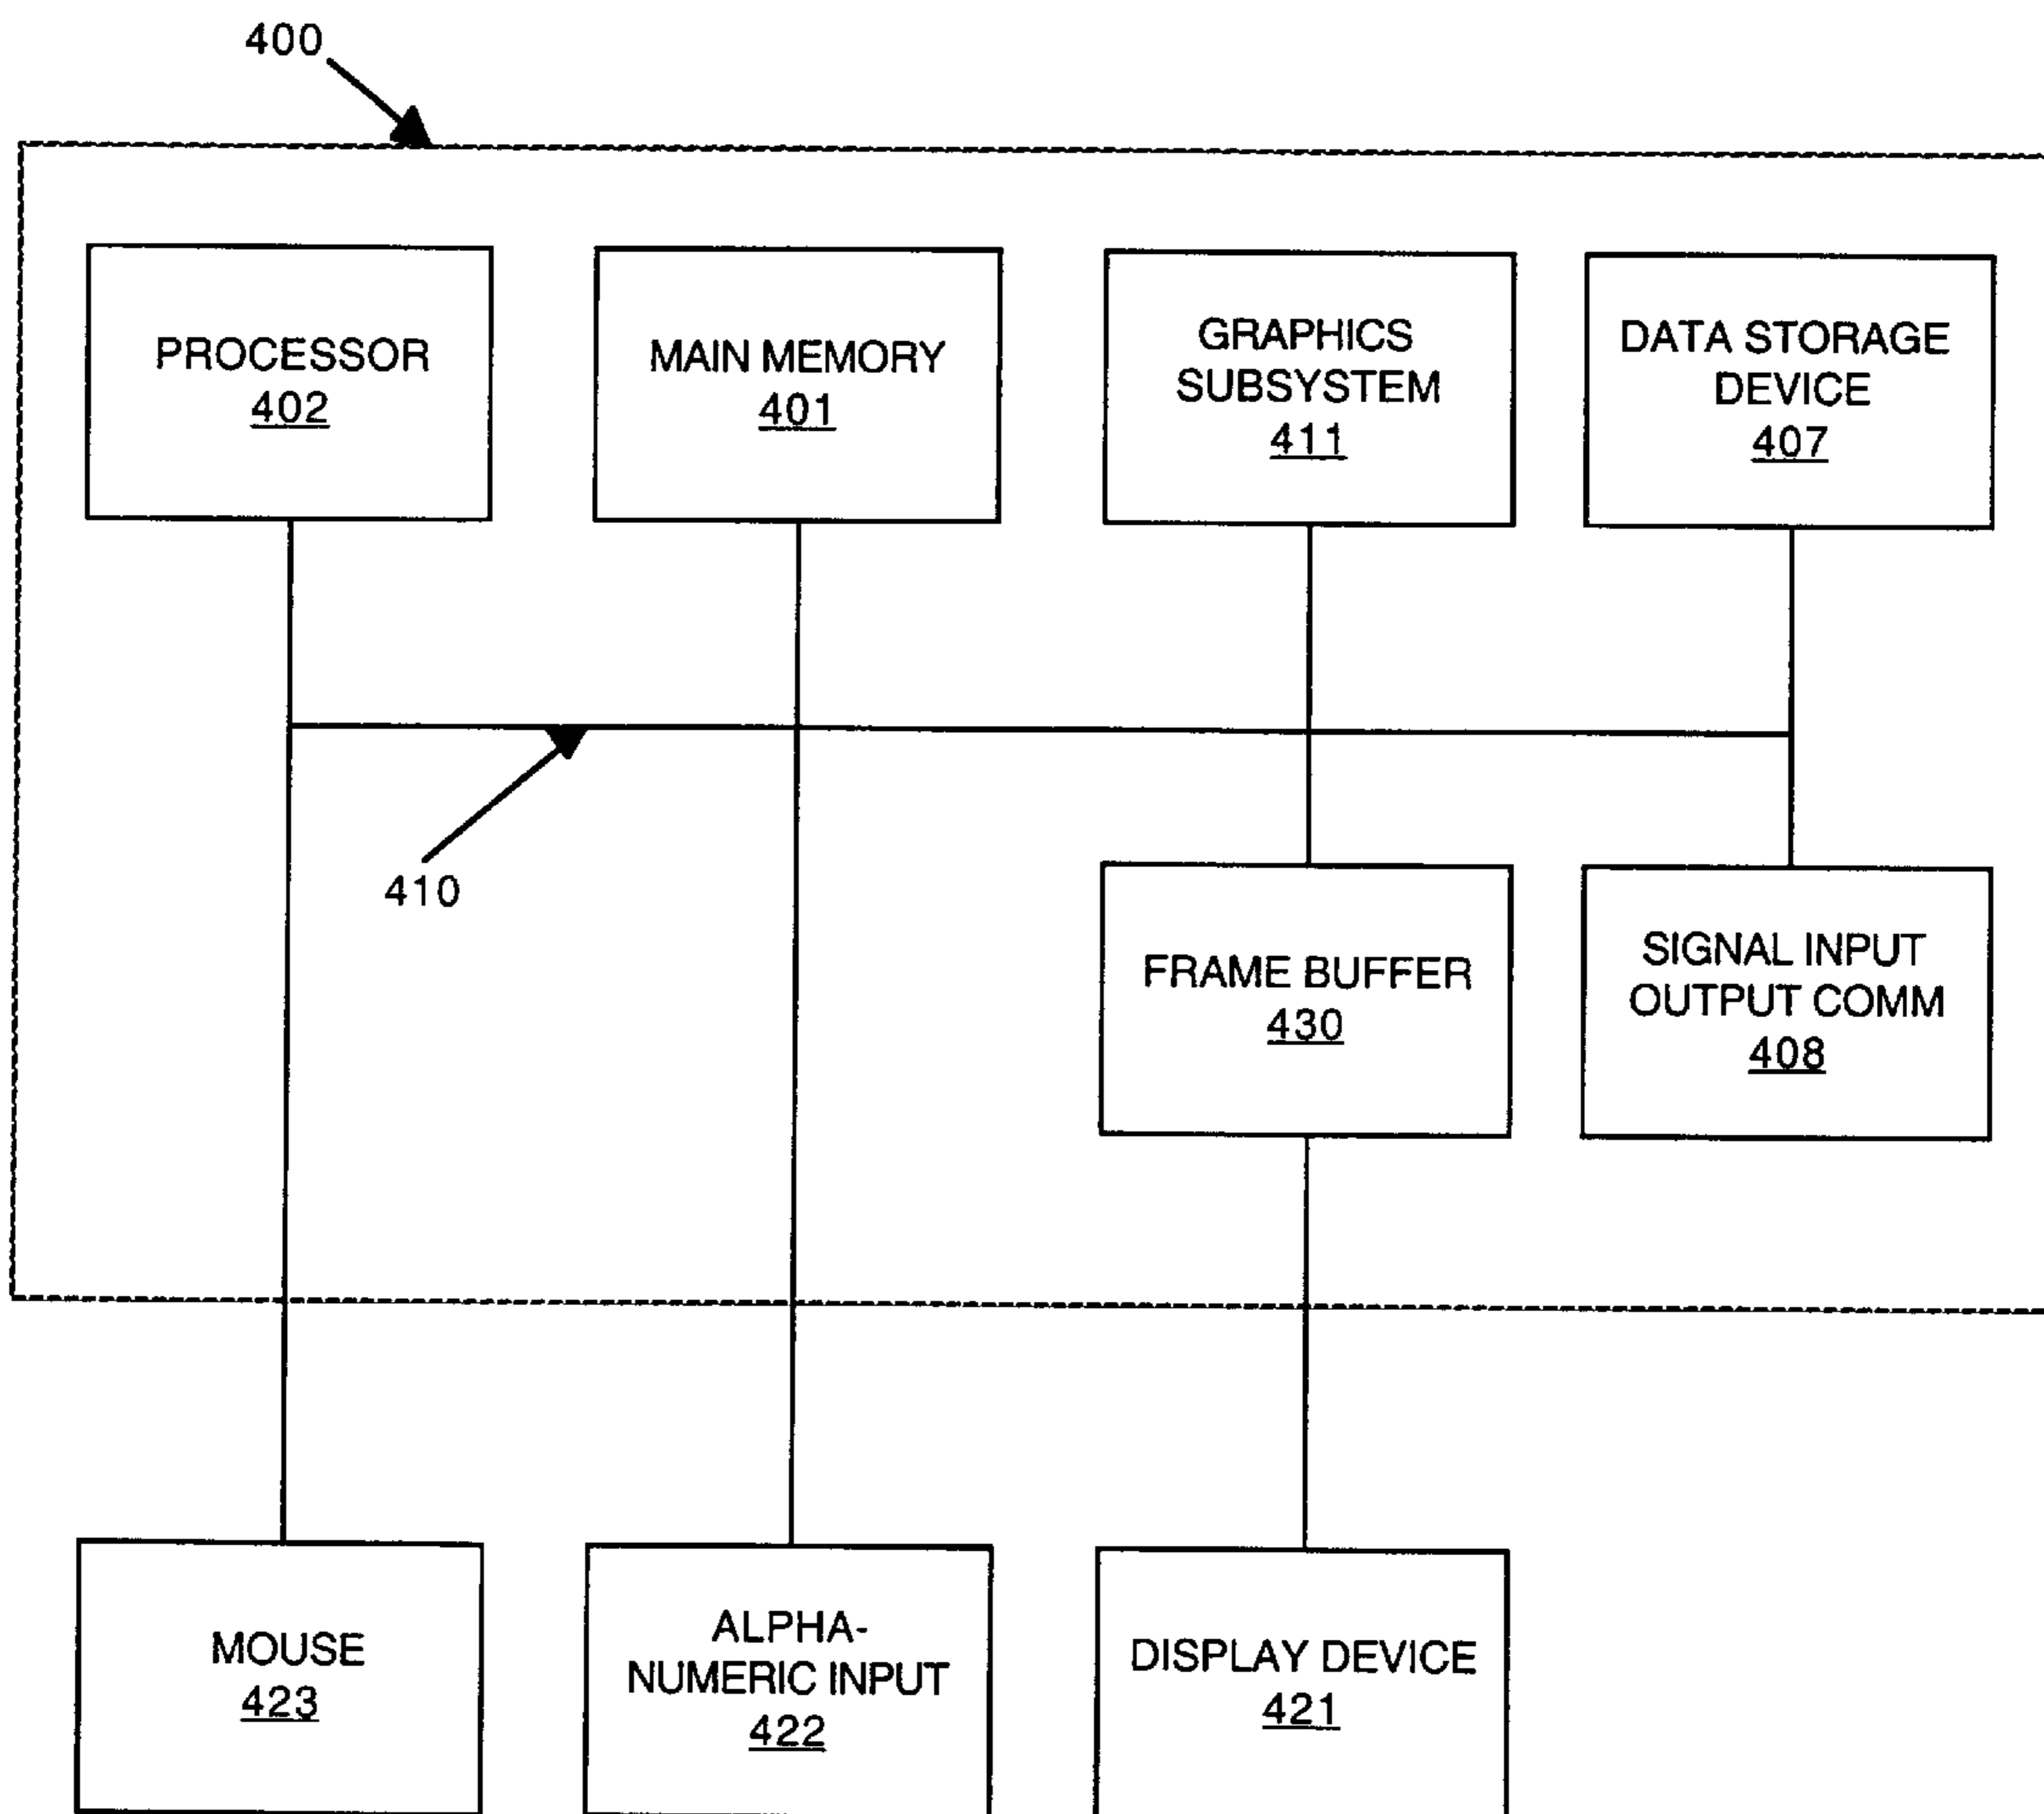 400
PROCESSOR
402
MAIN MEMORY
401
GRAPHICS
SUBSYSTEM
411
DATA STORAGE
DEVICE
407
410
FRAME BUFFER
430
SIGNAL INPUT
OUTPUT COMM
408
MOUSE
423
ALPHA-
NUMERIC INPUT
422
DISPLAY DEVICE
421